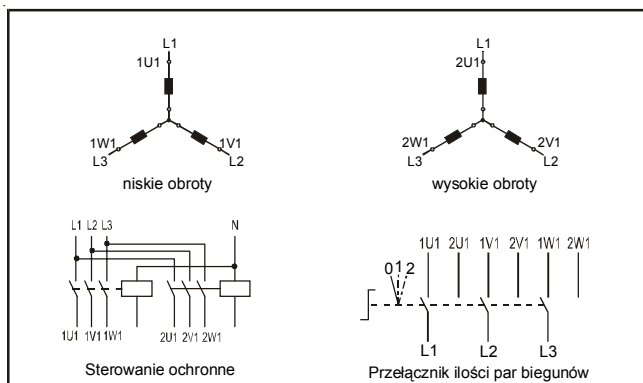 L1
1U1
1W1
1V1
L3
L2
niskie obroty
L1
2U1
2W1
2V1
L3
L2
wysokie obroty
L1 L2 L3 N
1U1 1V1 1W1 2U1 2V1 2W1
Sterowanie ochronne
1U1 2U1 1V1 2V1 1W1 2W1
0 1 2
L1 L2 L3
Przełącznik ilości par biegunów